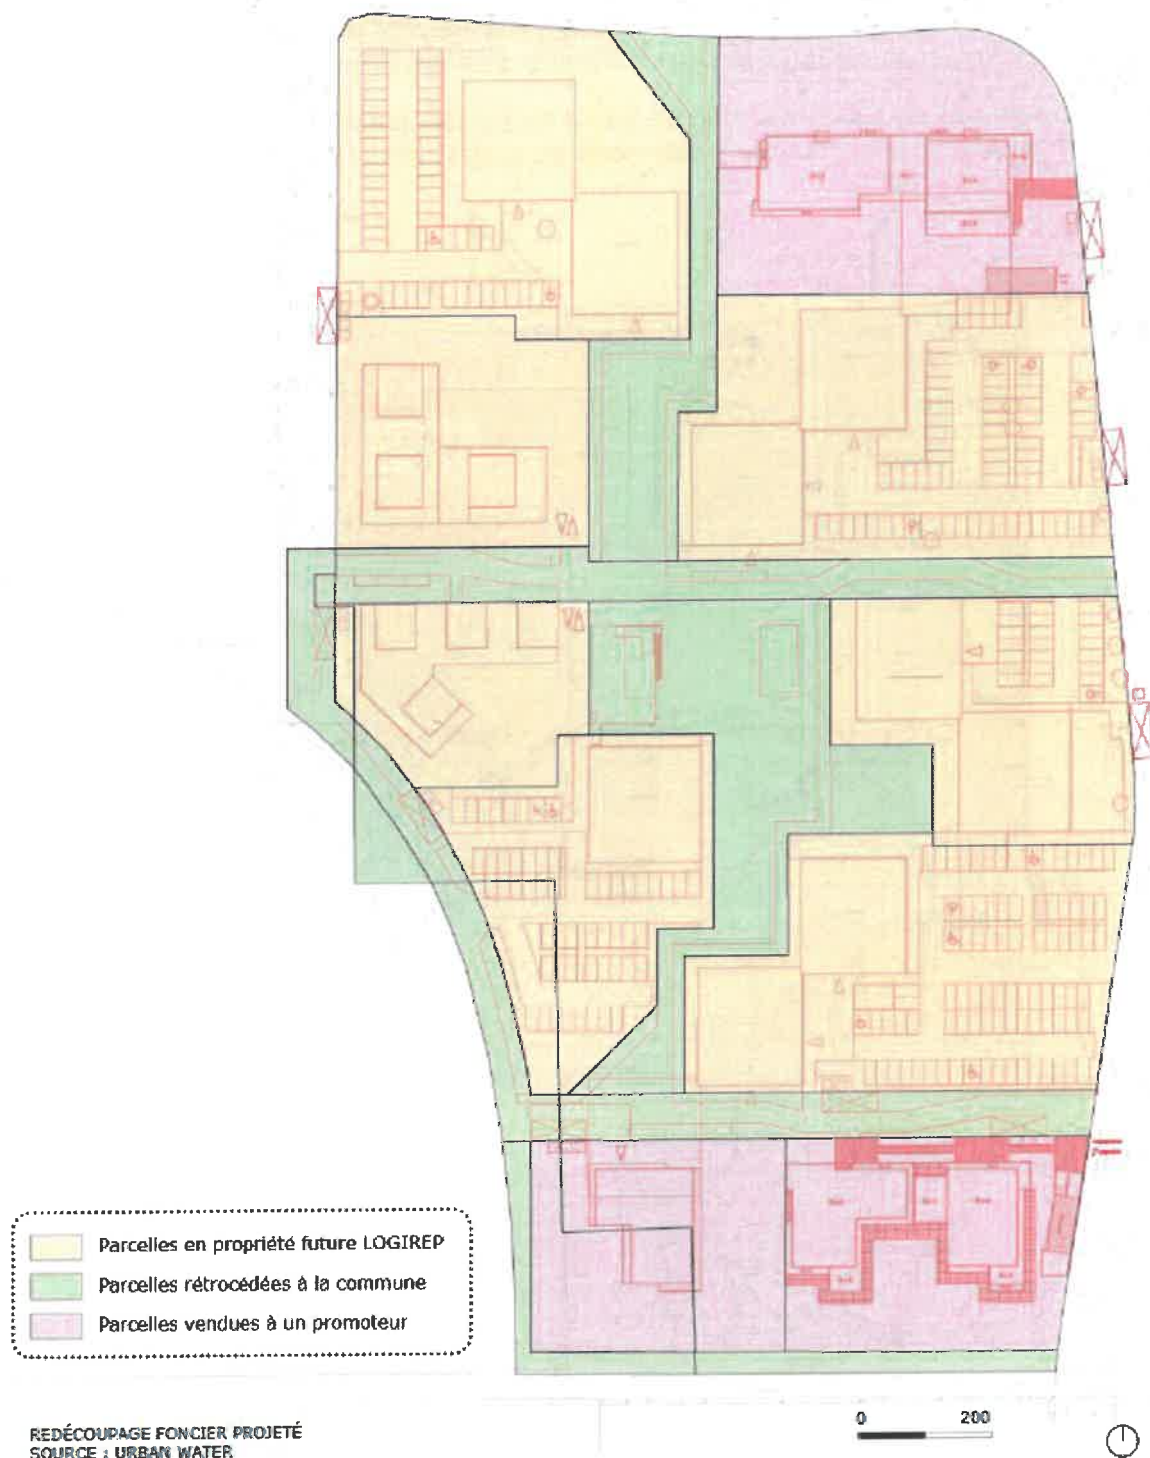 Parcelles en propriété future LOGIREP
Parcelles rétrocédées à la commune
Parcelles vendues à un promoteur
0 200
REDÉCOUPAGE FONCIER PROJETÉ
SOURCE : URBAN WATER